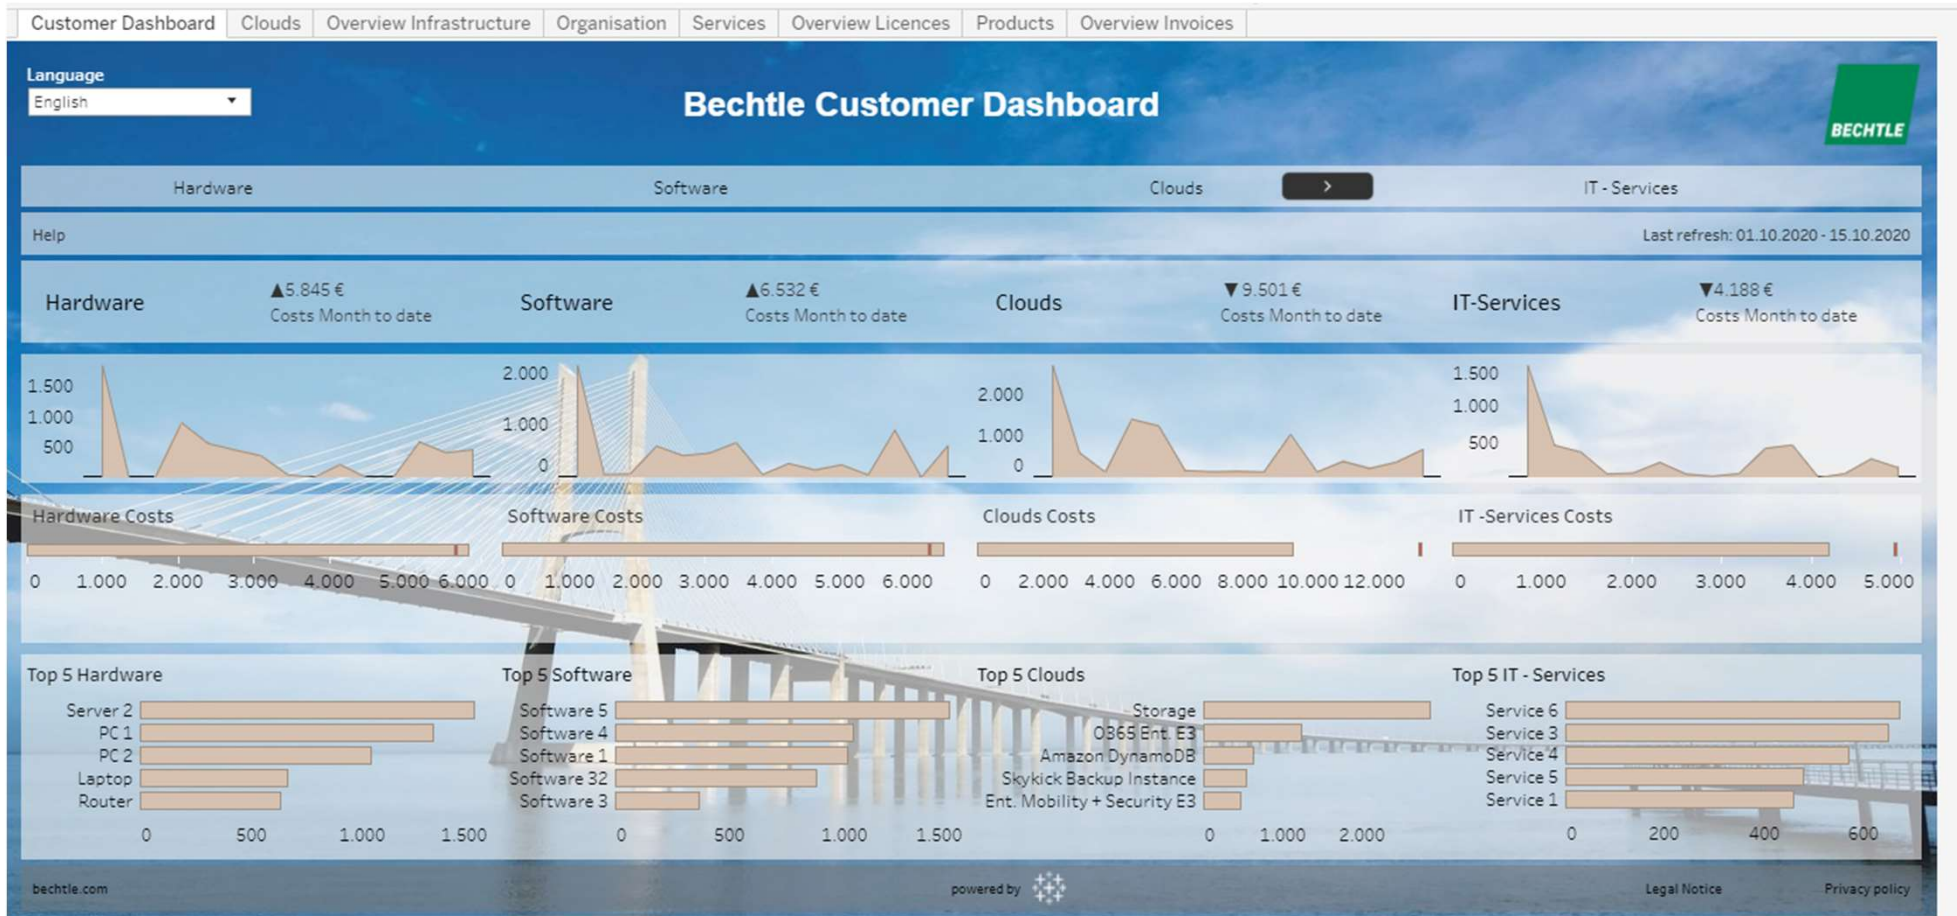 Customer Dashboard Clouds Overview Infrastructure Organisation Services Overview Licences Products Overview Invoices
Language
English
Bechtle Customer Dashboard
BECHTLE
Hardware Software Clouds > IT - Services
Help Last refresh: 01.10.2020 - 15.10.2020
Hardware ▲5.845 € Costs Month to date
Software ▲6.532 € Costs Month to date
Clouds ▼9.501 € Costs Month to date
IT-Services ▼4.188 € Costs Month to date
1.500
1.000
500
2.000
1.000
0
2.000
1.000
0
1.500
1.000
500
Hardware Costs
0 1.000 2.000 3.000 4.000 5.000 6.000
Software Costs
0 1.000 2.000 3.000 4.000 5.000 6.000
Clouds Costs
0 2.000 4.000 6.000 8.000 10.000 12.000
IT -Services Costs
0 1.000 2.000 3.000 4.000 5.000
Top 5 Hardware
Server 2
PC 1
PC 2
Laptop
Router
0 500 1.000 1.500
Top 5 Software
Software 5
Software 4
Software 1
Software 32
Software 3
0 500 1.000 1.500
Top 5 Clouds
Storage
O365 Ent. E3
Amazon DynamoDB
Skykick Backup Instance
Ent. Mobility + Security E3
0 1.000 2.000
Top 5 IT - Services
Service 6
Service 3
Service 4
Service 5
Service 1
0 200 400 600
bechtle.com powered by Legal Notice Privacy policy